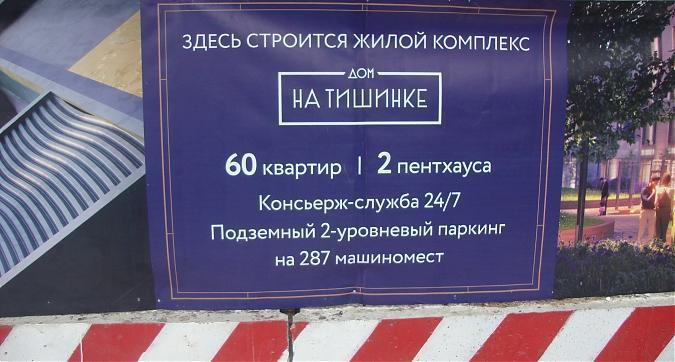 ЗДЕСЬ СТРОИТСЯ ЖИЛОЙ КОМПЛЕКС
ДОМ
НА ТИШИНКЕ
60 квартир | 2 пентхауса
Консьерж-служба 24/7
Подземный 2-уровневый паркинг
на 287 машиномест